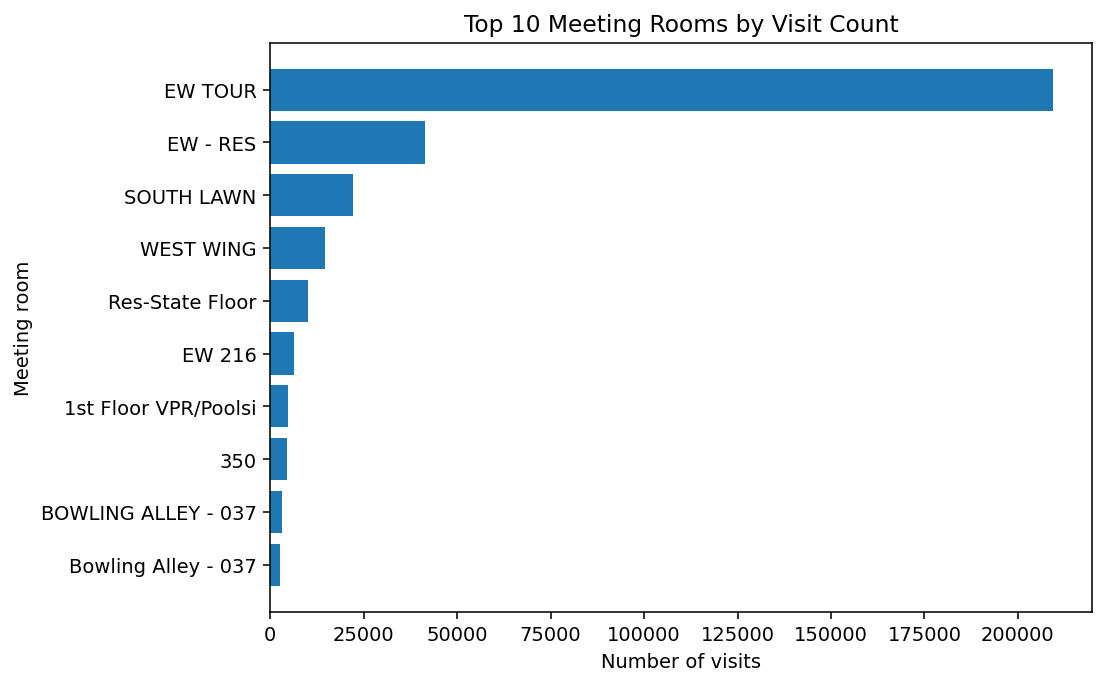 Top 10 Meeting Rooms by Visit Count
Meeting room
EW TOUR
EW - RES
SOUTH LAWN
WEST WING
Res-State Floor
EW 216
1st Floor VPR/Poolsi
350
BOWLING ALLEY - 037
Bowling Alley - 037
0 25000 50000 75000 100000 125000 150000 175000 200000
Number of visits